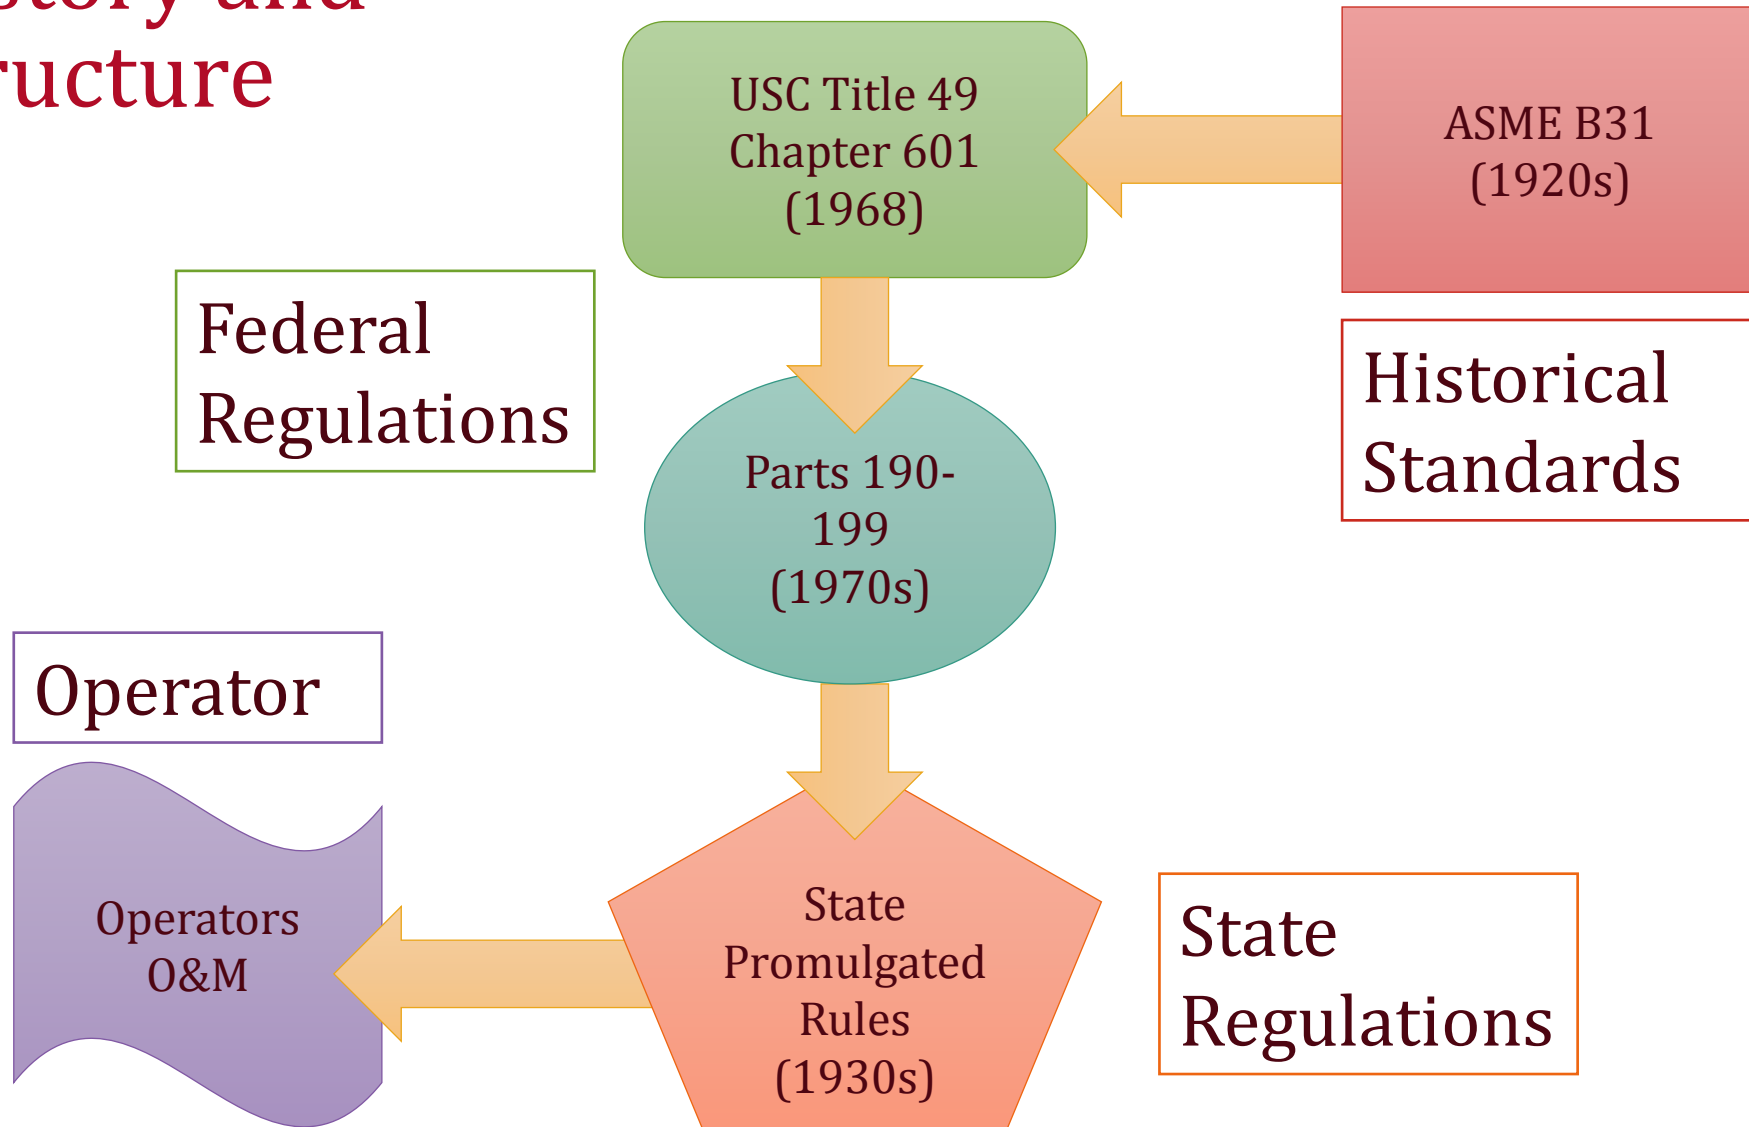 ructure
USC Title 49
Chapter 601
(1968)
ASME B31
(1920s)
Federal
Regulations
Historical
Standards
Parts 190-
199
(1970s)
Operator
Operators
O&M
State
Promulgated
Rules
(1930s)
State
Regulations